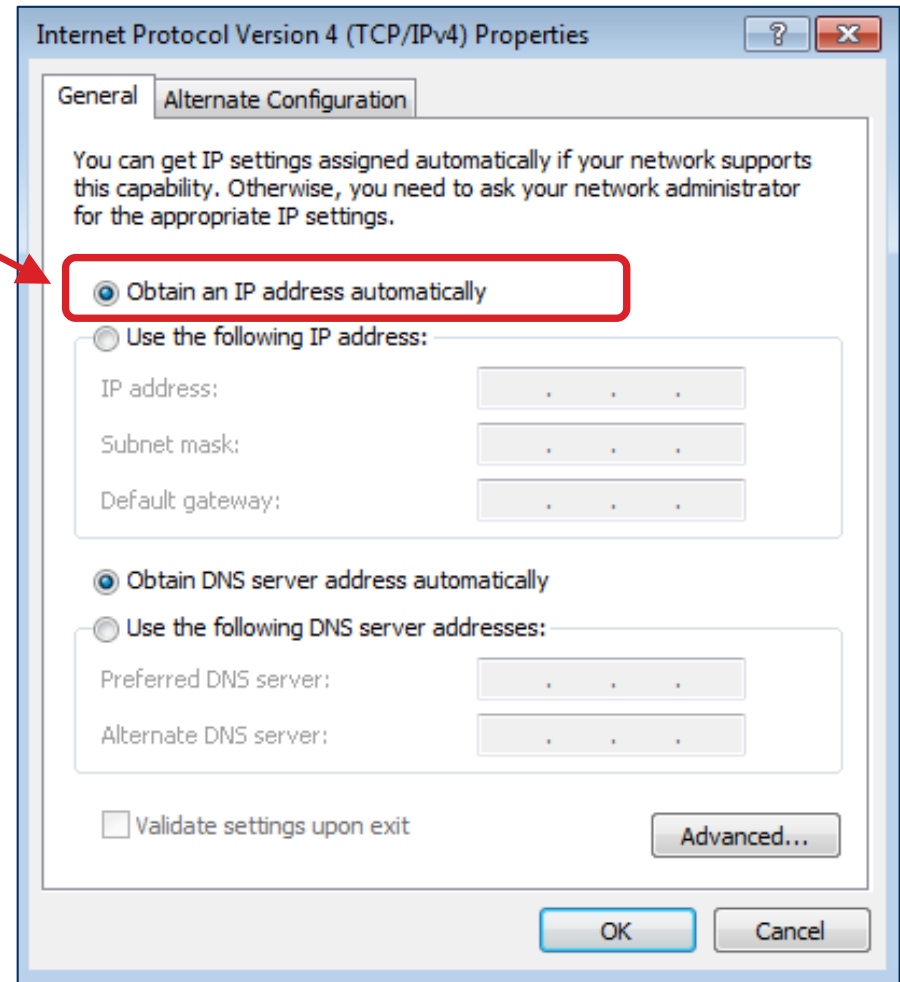 Internet Protocol Version 4 (TCP/IPv4) Properties
General
Alternate Configuration
You can get IP settings assigned automatically if your network supports
this capability. Otherwise, you need to ask your network administrator
for the appropriate IP settings.
Obtain an IP address automatically
Use the following IP address:
IP address:
Subnet mask:
Default gateway:
Obtain DNS server address automatically
Use the following DNS server addresses:
Preferred DNS server:
Alternate DNS server:
Validate settings upon exit
Advanced...
OK
Cancel